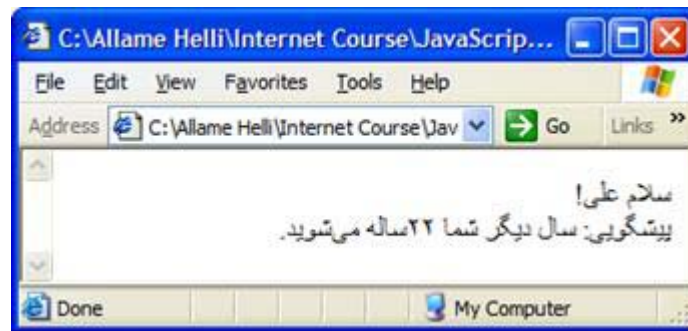 C:\Allame Helli\Internet Course\JavaScrip...
File Edit View Favorites Tools Help
Address C:\Allame Helli\Internet Course\Jav Go Links »
سلام علی!
پیشگویی: سال دیگر شما ۲۲ساله می‌شوید.
Done My Computer